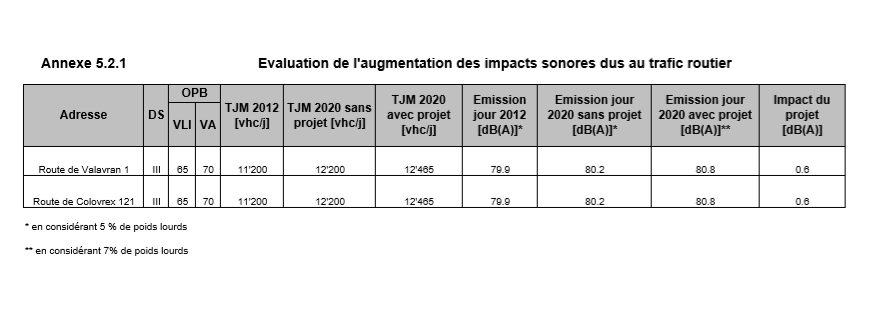 Annexe 5.2.1 Evaluation de l'augmentation des impacts sonores dus au trafic routier
Adresse DS OPB VLI VA TJM 2012 [vhc/j] TJM 2020 sans projet [vhc/j] TJM 2020 avec projet [vhc/j] Emission jour 2012 [dB(A)]* Emission jour 2020 sans projet [dB(A)]* Emission jour 2020 avec projet [dB(A)]** Impact du projet [dB(A)]
Route de Valavran 1 III 65 70 11'200 12'200 12'465 79.9 80.2 80.8 0.6
Route de Colovrex 121 III 65 70 11'200 12'200 12'465 79.9 80.2 80.8 0.6
* en considérant 5 % de poids lourds
** en considérant 7% de poids lourds